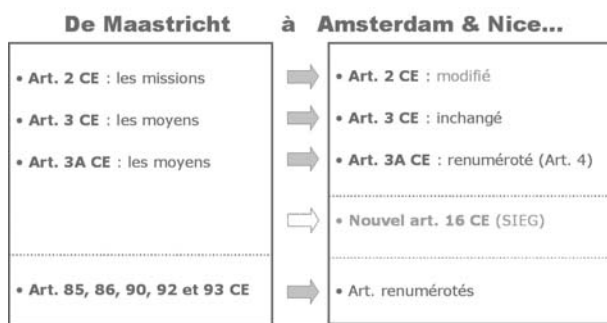 De Maastricht à Amsterdam & Nice...
• Art. 2 CE : les missions
• Art. 2 CE : modifié
• Art. 3 CE : les moyens
• Art. 3 CE : inchangé
• Art. 3A CE : les moyens
• Art. 3A CE : renuméroté (Art. 4)
• Nouvel art. 16 CE (SIEG)
• Art. 85, 86, 90, 92 et 93 CE
• Art. renumérotés